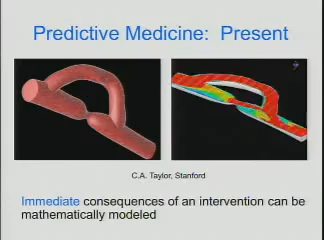 Predictive Medicine: Present
C.A. Taylor, Stanford
Immediate consequences of an intervention can be
mathematically modeled